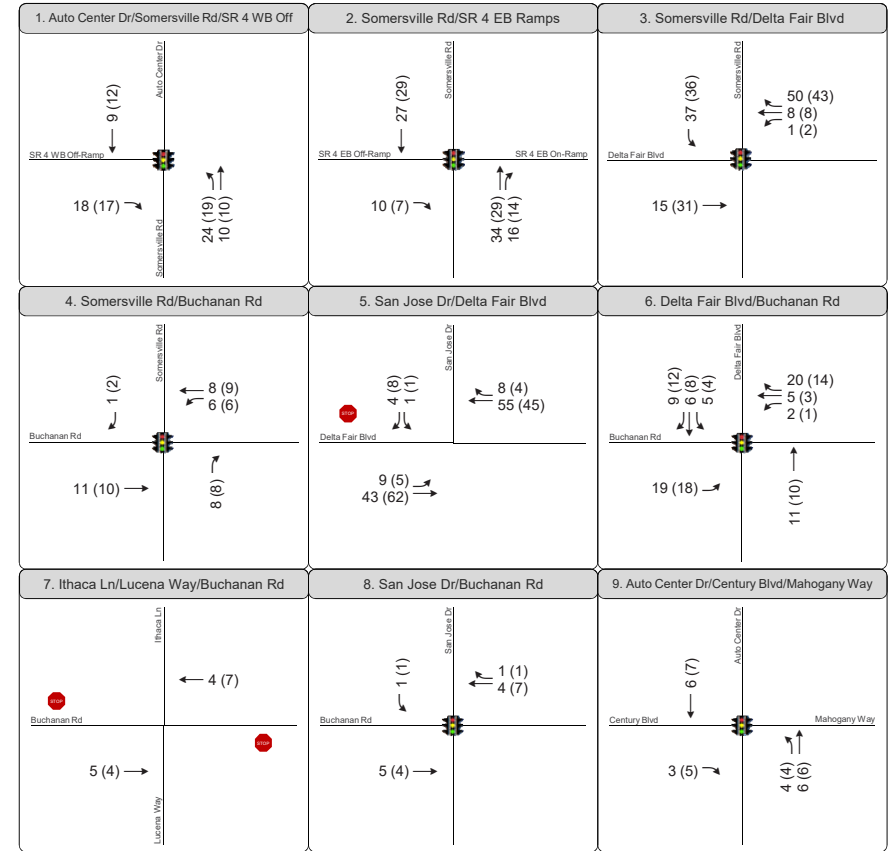 1. Auto Center Dr/Somersville Rd/SR 4 WB Off
Auto Center Dr
9 (12)
SR 4 WB Off-Ramp
18 (17)
24 (19)
10 (10)
Somersville Rd
2. Somersville Rd/SR 4 EB Ramps
Somersville Rd
27 (29)
SR 4 EB Off-Ramp
SR 4 EB On-Ramp
10 (7)
34 (29)
16 (14)
3. Somersville Rd/Delta Fair Blvd
Somersville Rd
37 (36)
50 (43)
8 (8)
1 (2)
Delta Fair Blvd
15 (31)
4. Somersville Rd/Buchanan Rd
Somersville Rd
1 (2)
8 (9)
6 (6)
Buchanan Rd
11 (10)
8 (8)
5. San Jose Dr/Delta Fair Blvd
San Jose Dr
4 (8)
1 (1)
8 (4)
55 (45)
STOP
Delta Fair Blvd
9 (5)
43 (62)
6. Delta Fair Blvd/Buchanan Rd
Delta Fair Blvd
9 (12)
6 (8)
5 (4)
20 (14)
5 (3)
2 (1)
Buchanan Rd
19 (18)
11 (10)
7. Ithaca Ln/Lucena Way/Buchanan Rd
Ithaca Ln
4 (7)
STOP
Buchanan Rd
STOP
5 (4)
Lucena Way
8. San Jose Dr/Buchanan Rd
San Jose Dr
1 (1)
1 (1)
4 (7)
Buchanan Rd
5 (4)
9. Auto Center Dr/Century Blvd/Mahogany Way
Auto Center Dr
6 (7)
Century Blvd
Mahogany Way
3 (5)
4 (4)
6 (6)